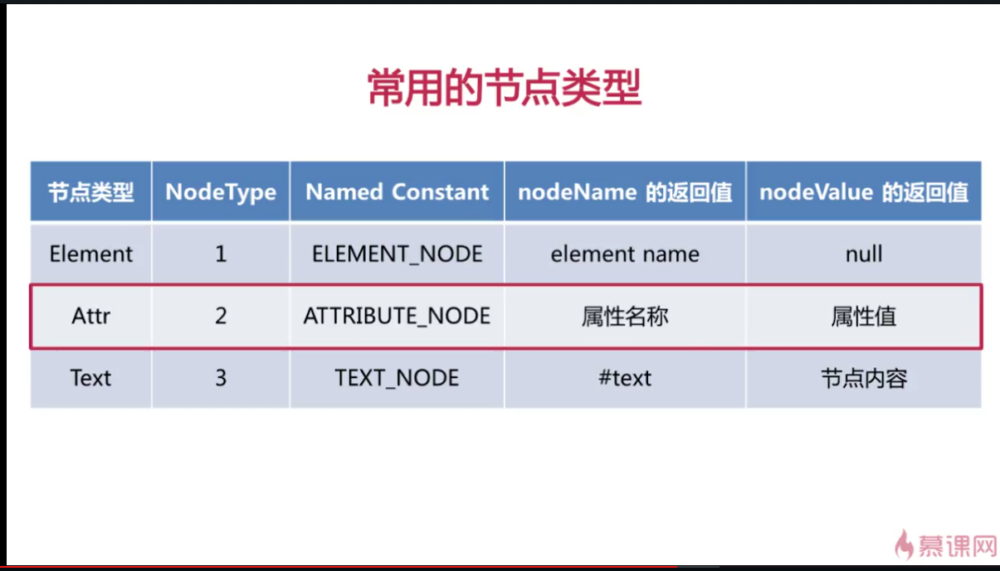 常用的节点类型
节点类型 NodeType Named Constant nodeName 的返回值 nodeValue 的返回值
Element 1 ELEMENT_NODE element name null
Attr 2 ATTRIBUTE_NODE 属性名称 属性值
Text 3 TEXT_NODE #text 节点内容
慕课网